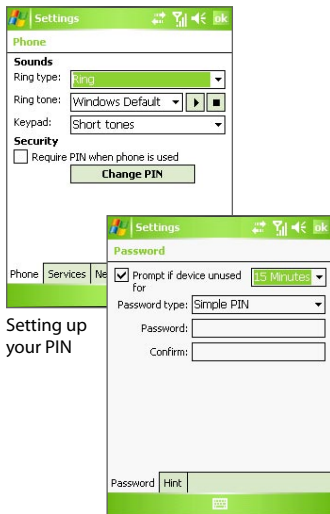 Settings ok
Phone
Sounds
Ring type: Ring
Ring tone: Windows Default
Keypad: Short tones
Security
Require PIN when phone is used
Change PIN
Phone Services Ne
Setting up
your PIN
Settings ok
Password
Prompt if device unused 15 Minutes
for
Password type: Simple PIN
Password:
Confirm:
Password Hint